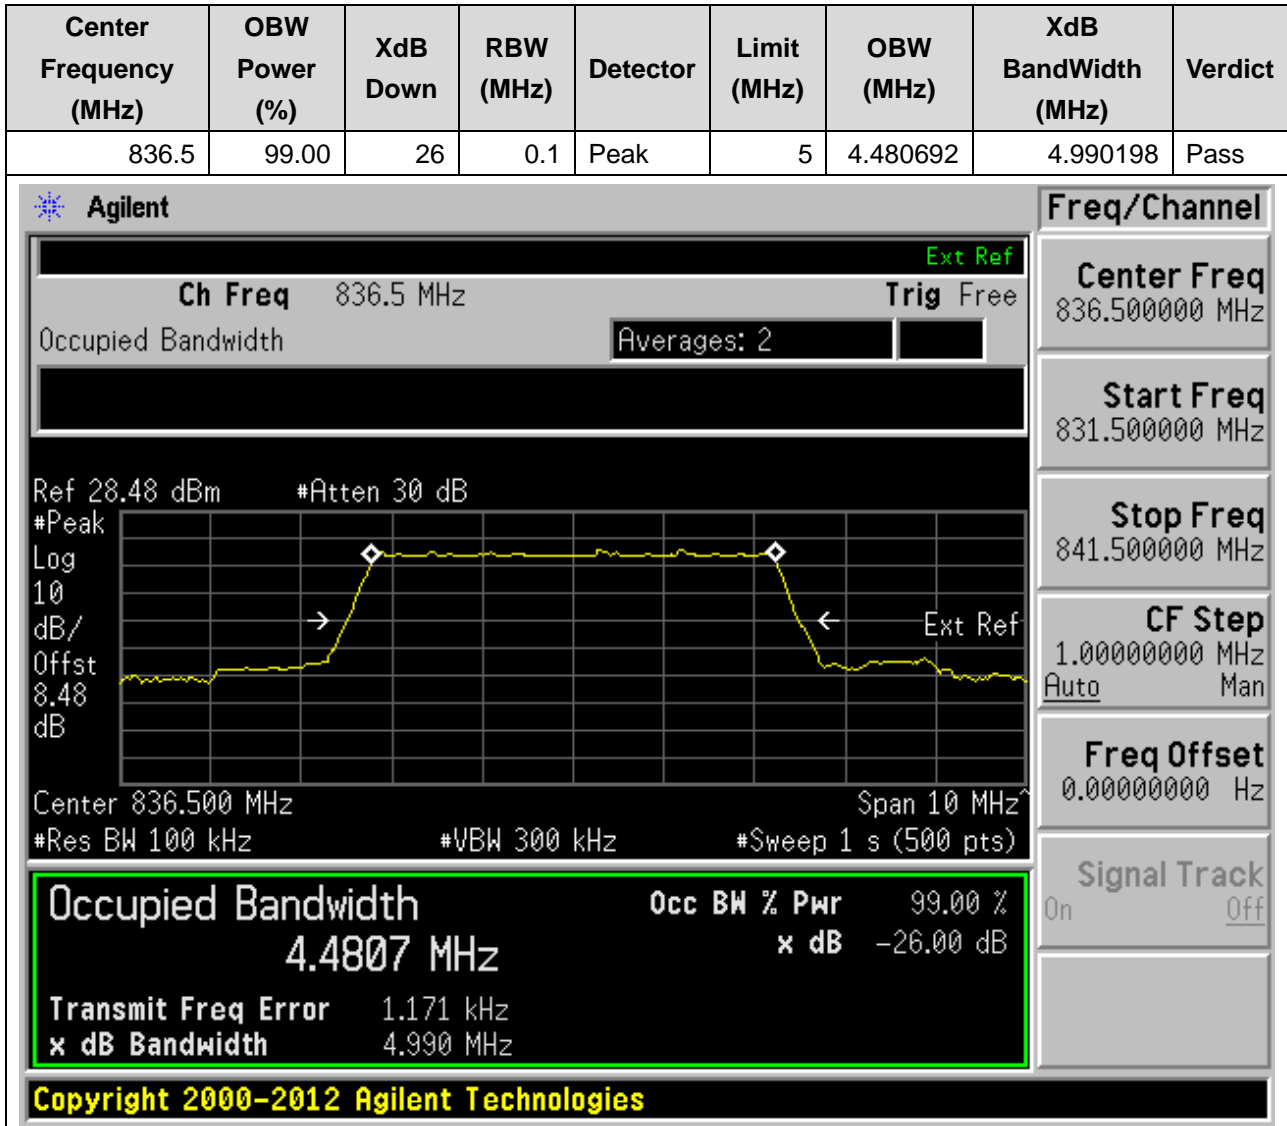 Center Frequency (MHz) OBW Power (%) XdB Down RBW (MHz) Detector Limit (MHz) OBW (MHz) XdB BandWidth (MHz) Verdict
836.5 99.00 26 0.1 Peak 5 4.480692 4.990198 Pass
Agilent
Freq/Channel
Ext Ref
Ch Freq 836.5 MHz Trig Free
Occupied Bandwidth Averages: 2
Center Freq
836.500000 MHz
Start Freq
831.500000 MHz
Stop Freq
841.500000 MHz
CF Step
1.00000000 MHz
Auto Man
Freq Offset
0.00000000 Hz
Signal Track
On Off
Ref 28.48 dBm #Atten 30 dB
#Peak
Log
10
dB/
Offst
8.48
dB
Ext Ref
Center 836.500 MHz Span 10 MHz^
#Res BW 100 kHz #VBW 300 kHz #Sweep 1 s (500 pts)
Occupied Bandwidth
4.4807 MHz
Occ BW % Pwr 99.00 %
x dB -26.00 dB
Transmit Freq Error 1.171 kHz
x dB Bandwidth 4.990 MHz
Copyright 2000-2012 Agilent Technologies